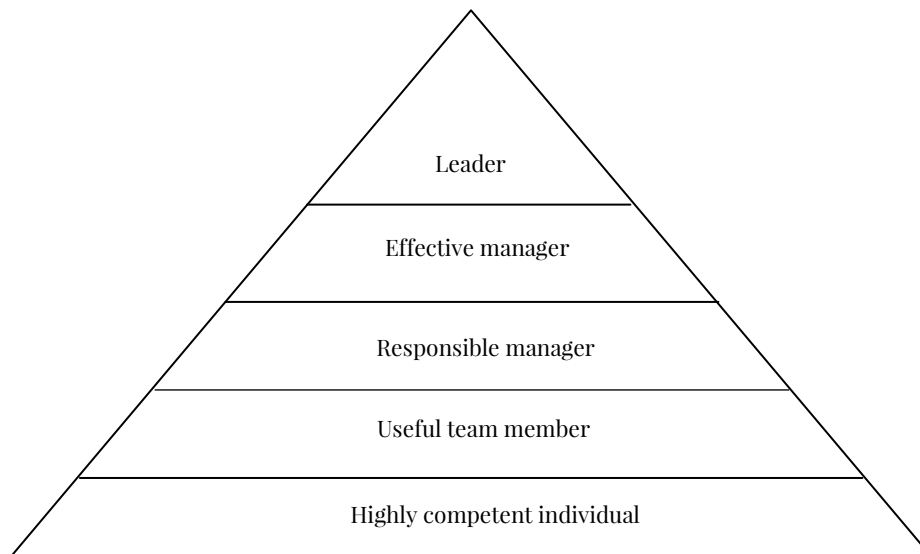 Leader
Effective manager
Responsible manager
Useful team member
Highly competent individual